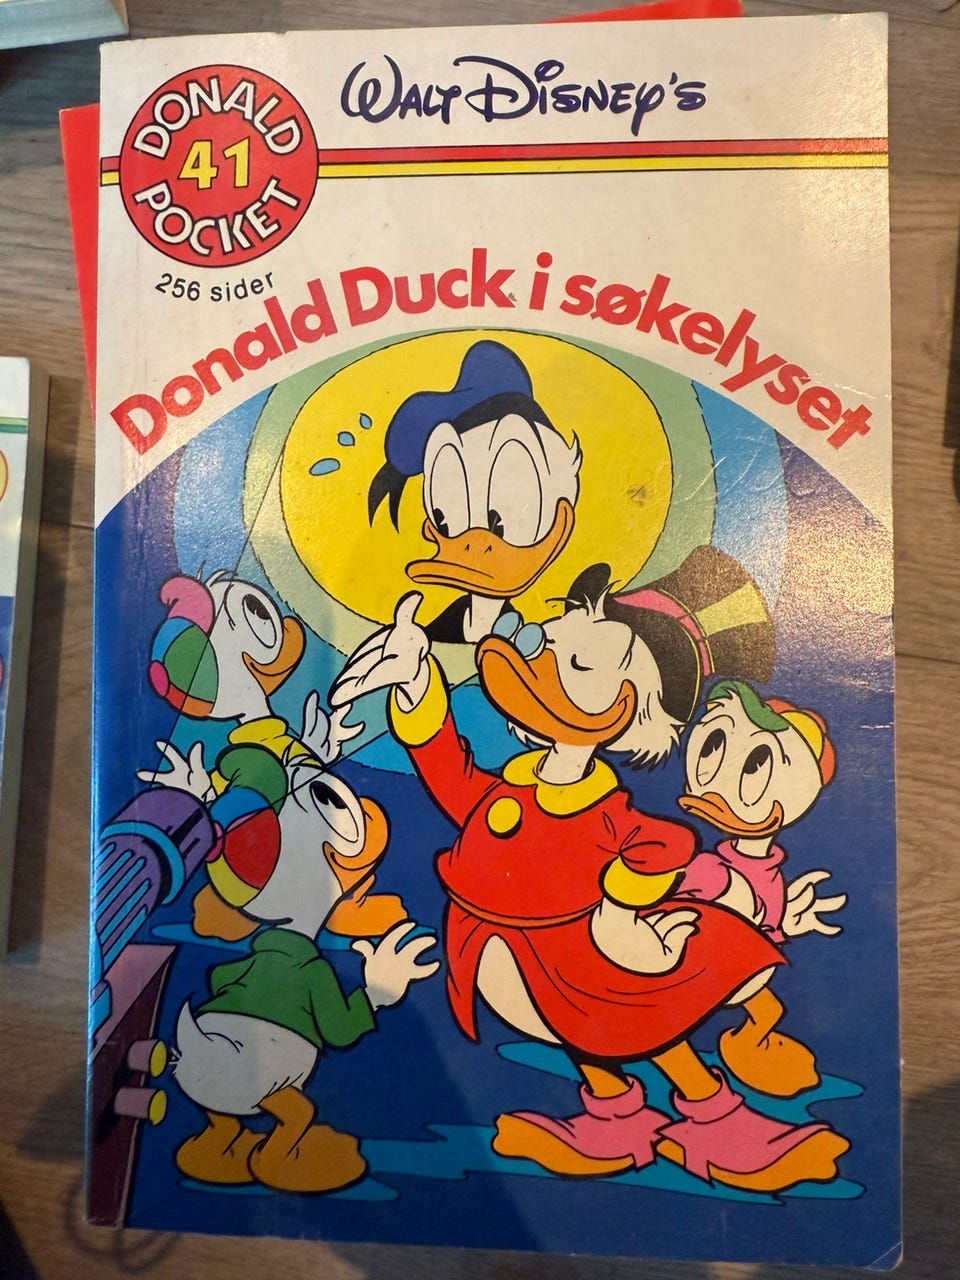 Walt Disney's
DONALD
41
POCKET
256 sider
Donald Duck i søkelyset